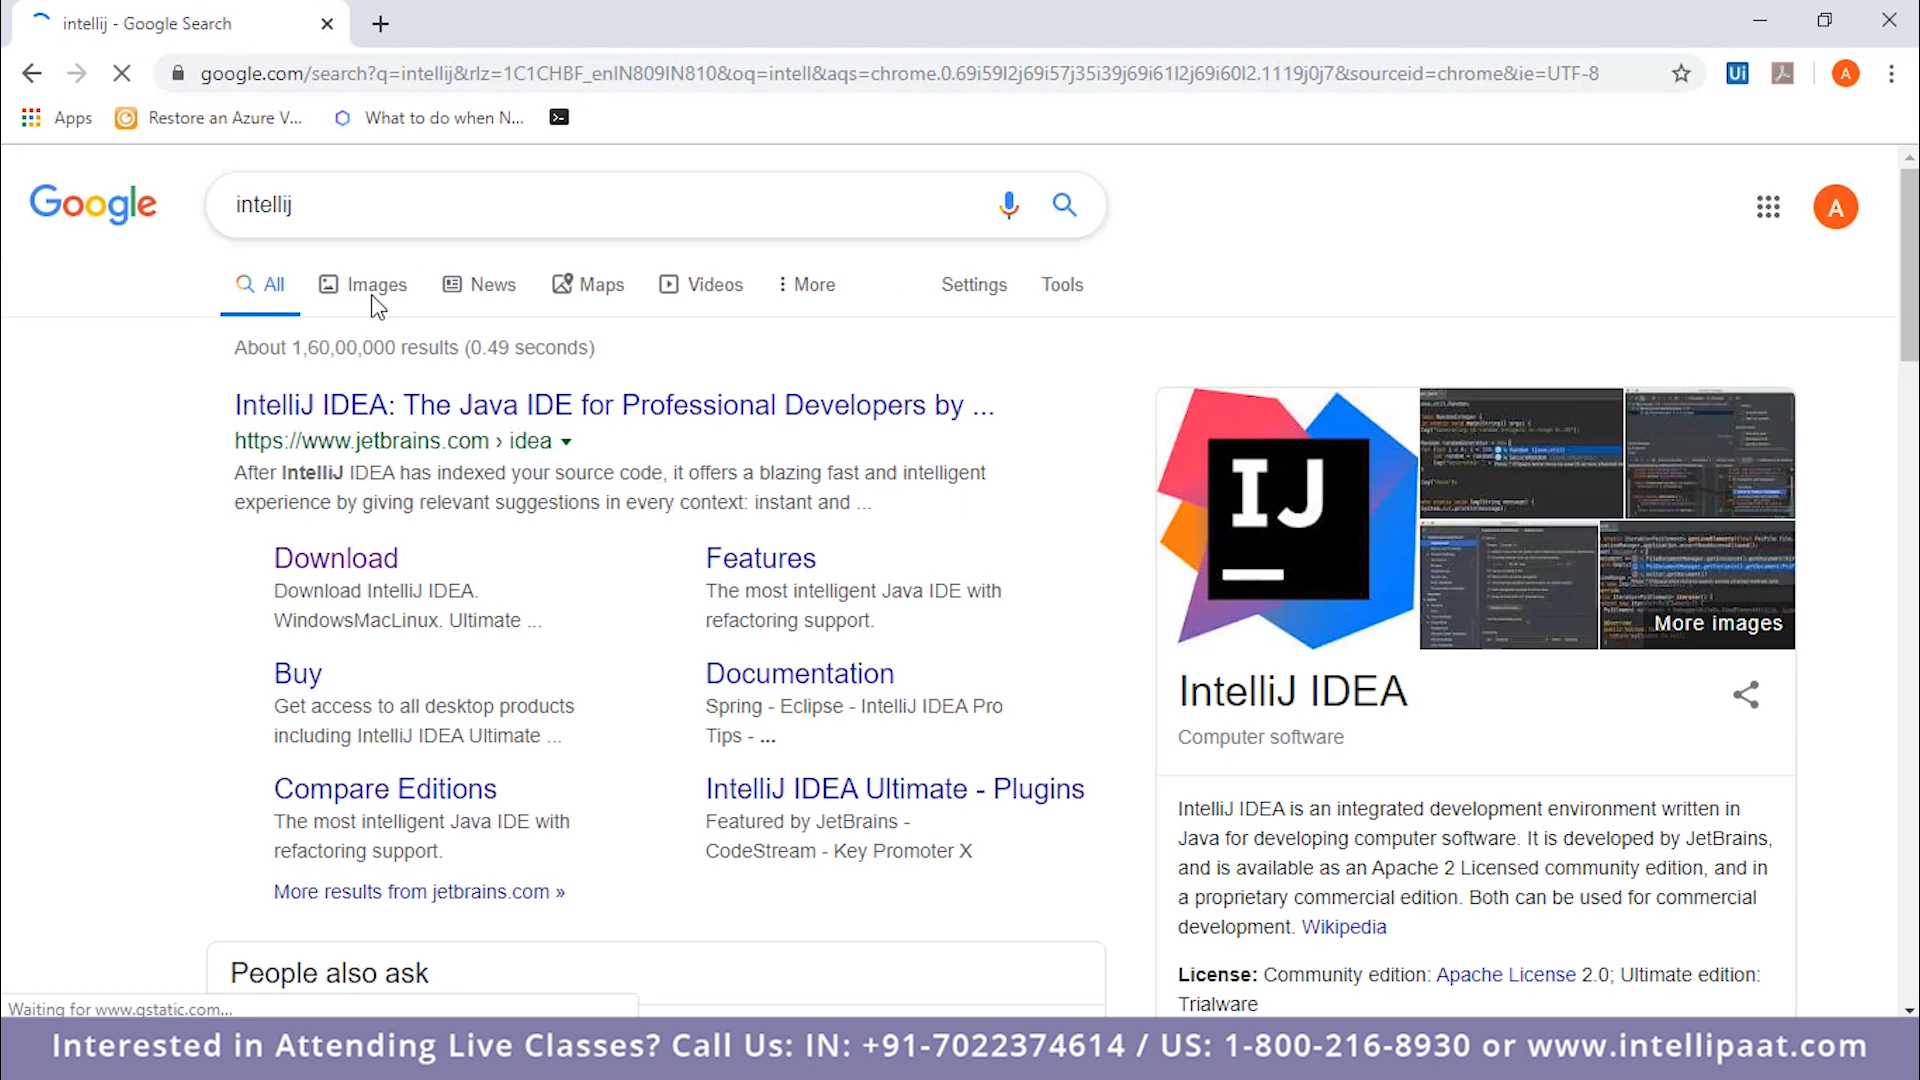 intellij - Google Search
google.com/search?q=intellij&rlz=1C1CHBF_enIN809IN810&oq=intell&aqs=chrome.0.69i59l2j69i57j35i39j69i61l2j69i60l2.1119j0j7&sourceid=chrome&ie=UTF-8
Ui
A
Apps
Restore an Azure V...
What to do when N...
Google
intellij
A
All
Images
News
Maps
Videos
More
Settings
Tools
About 1,60,00,000 results (0.49 seconds)
IntelliJ IDEA: The Java IDE for Professional Developers by ...
https://www.jetbrains.com › idea
After IntelliJ IDEA has indexed your source code, it offers a blazing fast and intelligent
experience by giving relevant suggestions in every context: instant and ...
Download
Download IntelliJ IDEA.
WindowsMacLinux. Ultimate ...
Features
The most intelligent Java IDE with
refactoring support.
Buy
Get access to all desktop products
including IntelliJ IDEA Ultimate ...
Documentation
Spring - Eclipse - IntelliJ IDEA Pro
Tips - ...
Compare Editions
The most intelligent Java IDE with
refactoring support.
IntelliJ IDEA Ultimate - Plugins
Featured by JetBrains -
CodeStream - Key Promoter X
More results from jetbrains.com »
People also ask
IJ
More images
IntelliJ IDEA
Computer software
IntelliJ IDEA is an integrated development environment written in
Java for developing computer software. It is developed by JetBrains,
and is available as an Apache 2 Licensed community edition, and in
a proprietary commercial edition. Both can be used for commercial
development. Wikipedia
License: Community edition: Apache License 2.0; Ultimate edition:
Trialware
Waiting for www.gstatic.com...
Interested in Attending Live Classes? Call Us: IN: +91-7022374614 / US: 1-800-216-8930 or www.intellipaat.com